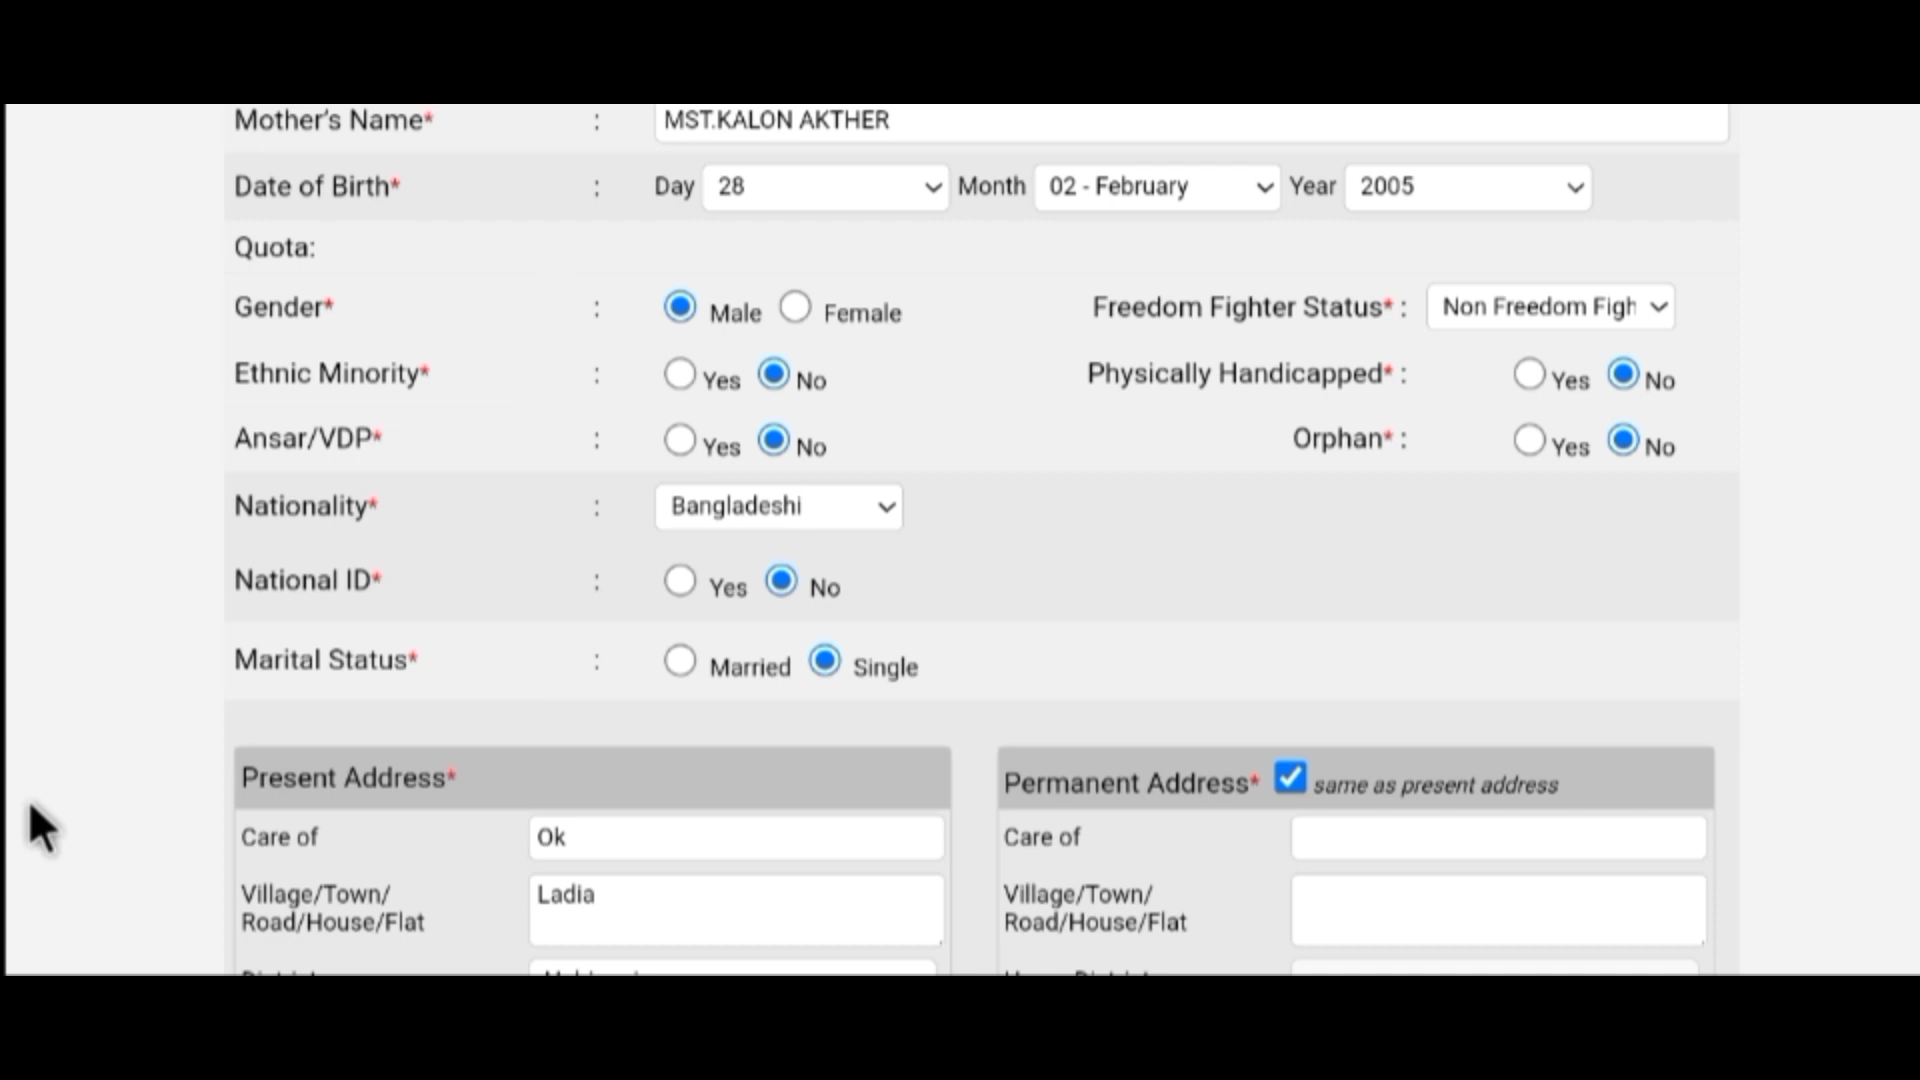 Mother's Name* : MST.KALON AKTHER
Date of Birth* : Day 28 Month 02 - February Year 2005
Quota:
Gender* : Male Female Freedom Fighter Status* : Non Freedom Figh
Ethnic Minority* : Yes No Physically Handicapped* : Yes No
Ansar/VDP* : Yes No Orphan* : Yes No
Nationality* : Bangladeshi
National ID* : Yes No
Marital Status* : Married Single
Present Address*
Care of Ok
Village/Town/
Road/House/Flat
Ladia
Permanent Address* same as present address
Care of
Village/Town/
Road/House/Flat